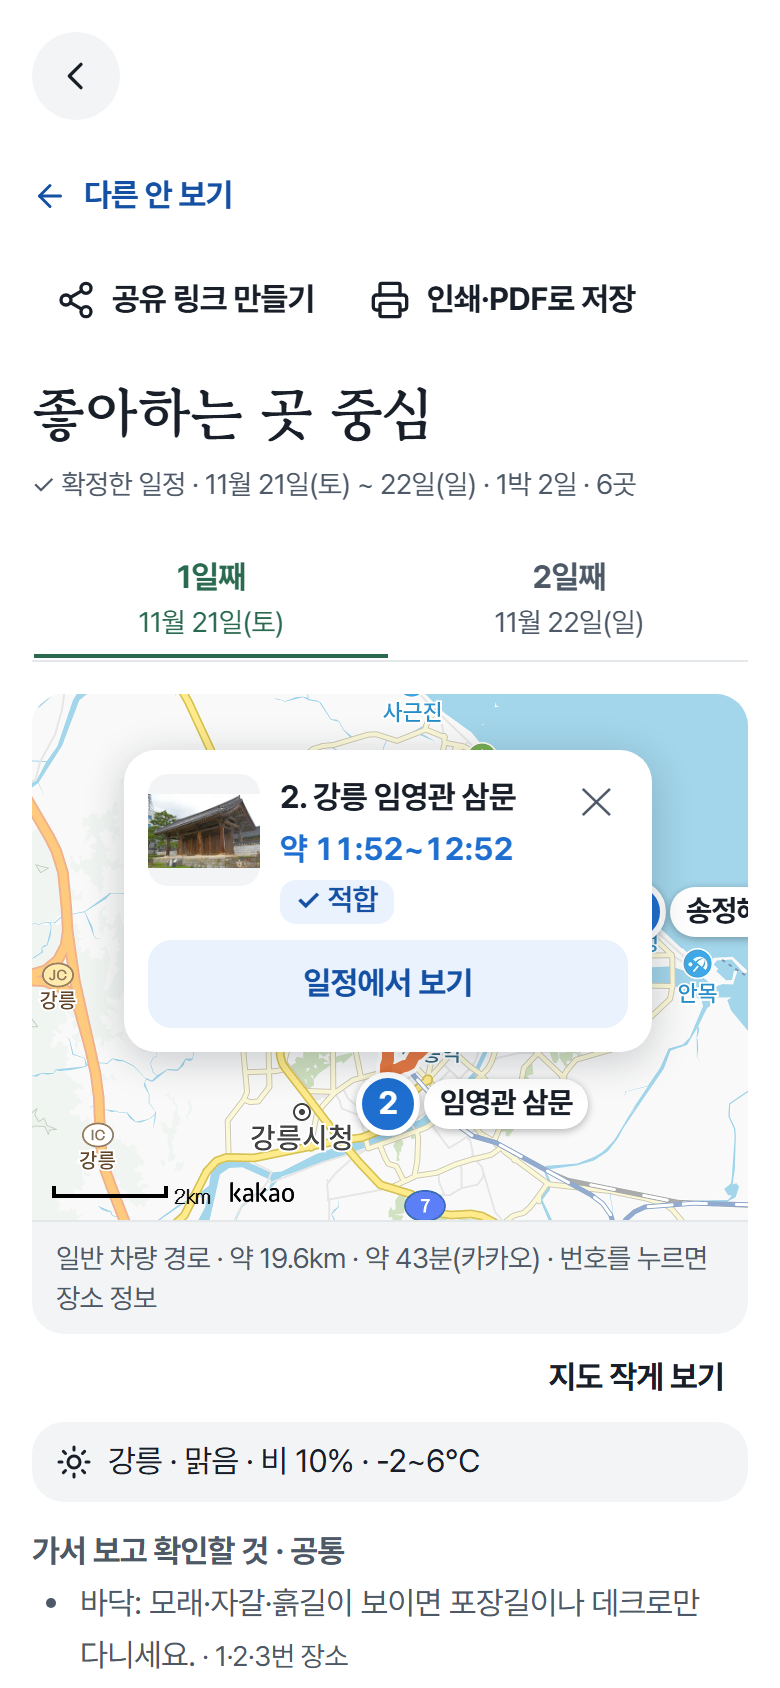 다른 안 보기
공유 링크 만들기
인쇄·PDF로 저장
좋아하는 곳 중심
확정한 일정 · 11월 21일(토) ~ 22일(일) · 1박 2일 · 6곳
1일째
11월 21일(토)
2일째
11월 22일(일)
사근진
2. 강릉 임영관 삼문
약 11:52~12:52
적합
일정에서 보기
안목
JC
강릉
2
임영관 삼문
강릉시청
IC
강릉
2km
kakao
7
일반 차량 경로 · 약 19.6km · 약 43분(카카오) · 번호를 누르면
장소 정보
지도 작게 보기
강릉 · 맑음 · 비 10% · -2~6°C
가서 보고 확인할 것 · 공통
바닥: 모래·자갈·흙길이 보이면 포장길이나 데크로만
다니세요. · 1·2·3번 장소